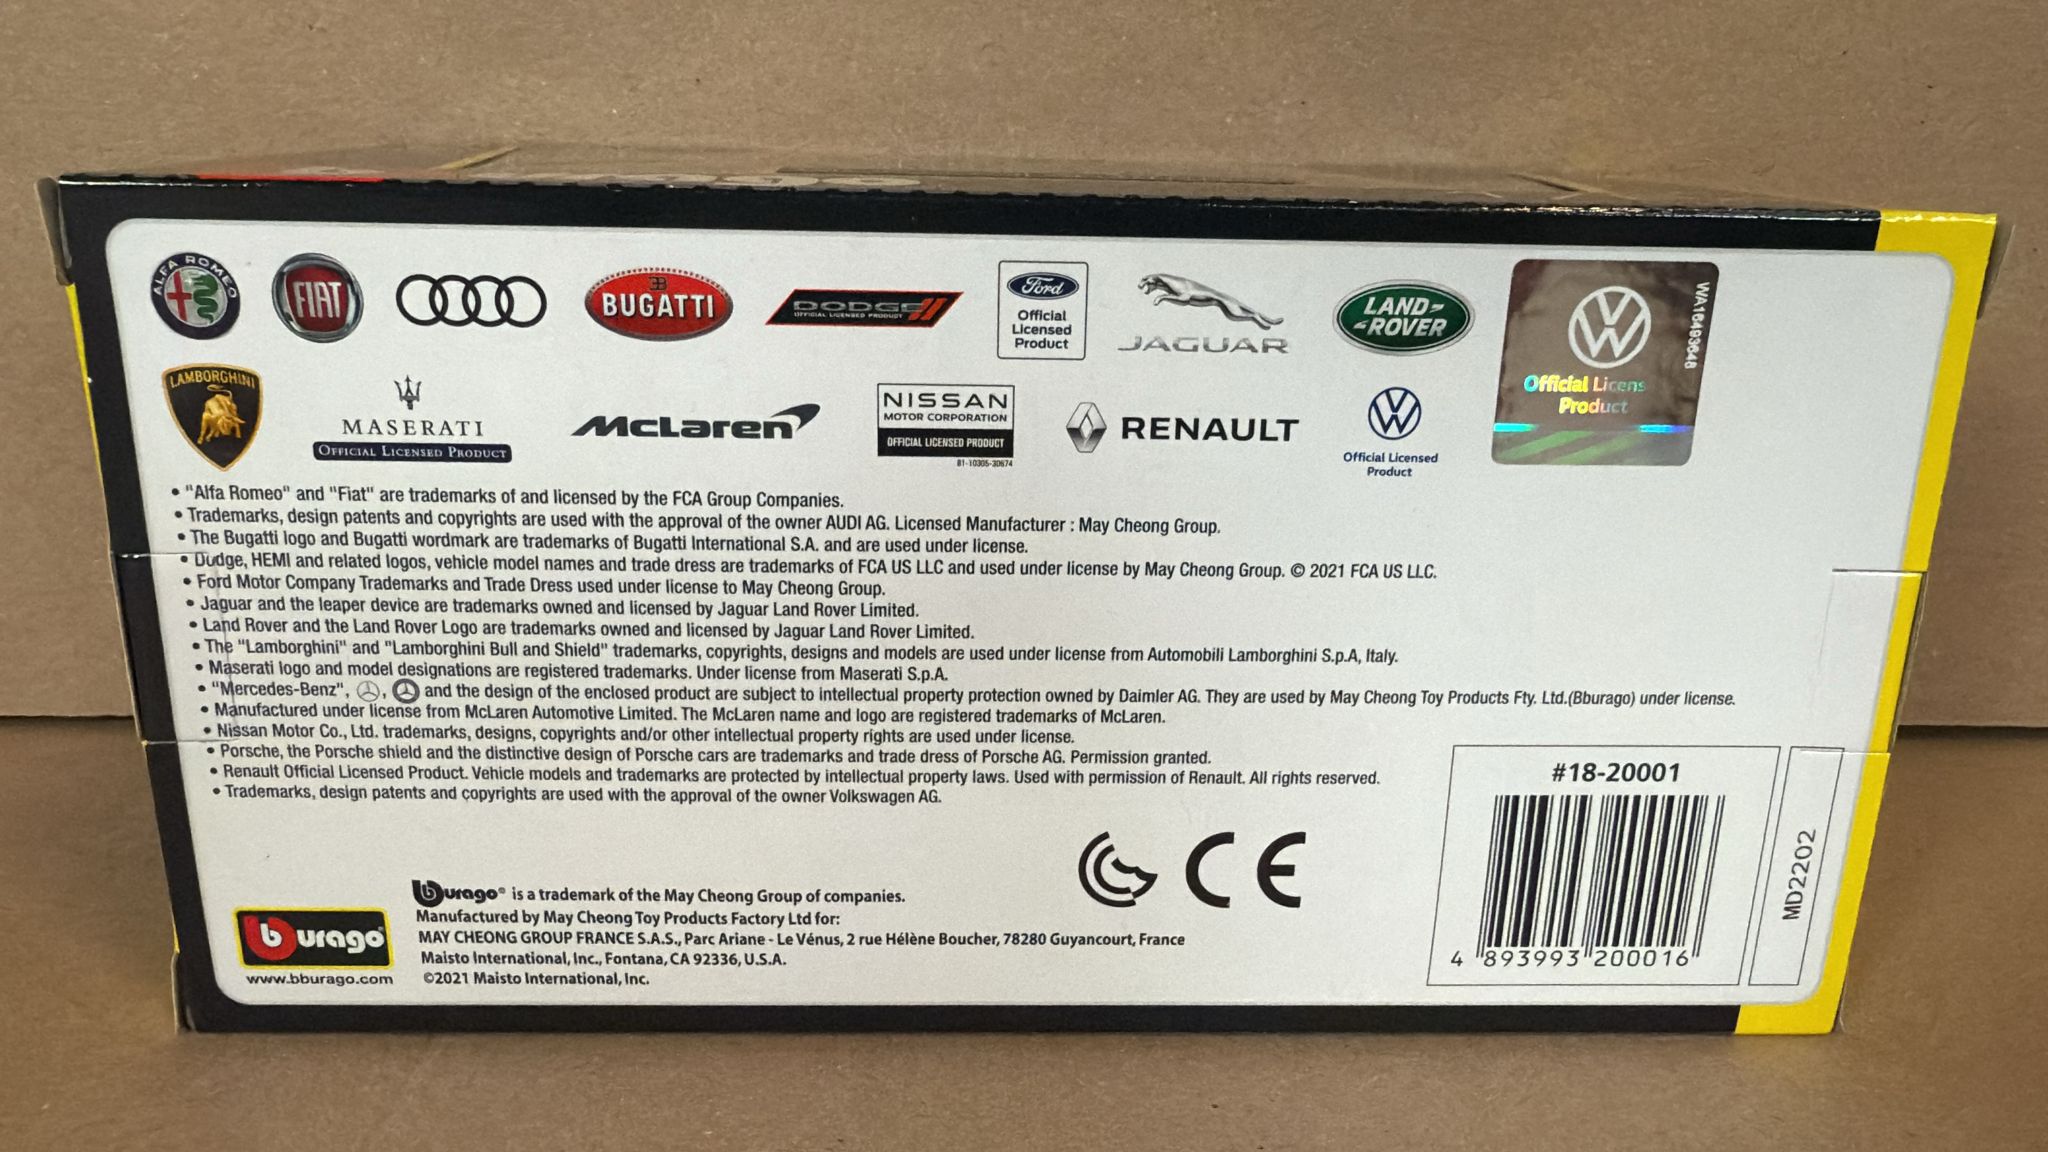 ALFA ROMEO
FIAT
BUGATTI
DODGE
OFFICIAL LICENSED PRODUCT
Ford
Official
Licensed
Product
JAGUAR
LAND-
-ROVER
Official Licens
Product
WA16493648
LAMBORGHINI
MASERATI
OFFICIAL LICENSED PRODUCT
McLaren
NISSAN
MOTOR CORPORATION
OFFICIAL LICENSED PRODUCT
81-10305-30674
RENAULT
Official Licensed
Product
• "Alfa Romeo" and "Fiat" are trademarks of and licensed by the FCA Group Companies.
• Trademarks, design patents and copyrights are used with the approval of the owner AUDI AG. Licensed Manufacturer : May Cheong Group.
• The Bugatti logo and Bugatti wordmark are trademarks of Bugatti International S.A. and are used under license.
• Dodge, HEMI and related logos, vehicle model names and trade dress are trademarks of FCA US LLC and used under license by May Cheong Group. © 2021 FCA US LLC.
• Ford Motor Company Trademarks and Trade Dress used under license to May Cheong Group.
• Jaguar and the leaper device are trademarks owned and licensed by Jaguar Land Rover Limited.
• Land Rover and the Land Rover Logo are trademarks owned and licensed by Jaguar Land Rover Limited.
• The "Lamborghini" and "Lamborghini Bull and Shield" trademarks, copyrights, designs and models are used under license from Automobili Lamborghini S.p.A, Italy.
• Maserati logo and model designations are registered trademarks. Under license from Maserati S.p.A.
• "Mercedes-Benz", , and the design of the enclosed product are subject to intellectual property protection owned by Daimler AG. They are used by May Cheong Toy Products Fty. Ltd.(Bburago) under license.
• Manufactured under license from McLaren Automotive Limited. The McLaren name and logo are registered trademarks of McLaren.
• Nissan Motor Co., Ltd. trademarks, designs, copyrights and/or other intellectual property rights are used under license.
• Porsche, the Porsche shield and the distinctive design of Porsche cars are trademarks and trade dress of Porsche AG. Permission granted.
• Renault Official Licensed Product. Vehicle models and trademarks are protected by intellectual property laws. Used with permission of Renault. All rights reserved.
• Trademarks, design patents and copyrights are used with the approval of the owner Volkswagen AG.
#18-20001
4 893993 200016
MD2202
CE
burago® is a trademark of the May Cheong Group of companies.
Manufactured by May Cheong Toy Products Factory Ltd for:
MAY CHEONG GROUP FRANCE S.A.S., Parc Ariane - Le Vénus, 2 rue Hélène Boucher, 78280 Guyancourt, France
Maisto International, Inc., Fontana, CA 92336, U.S.A.
©2021 Maisto International, Inc.
burago
www.bburago.com